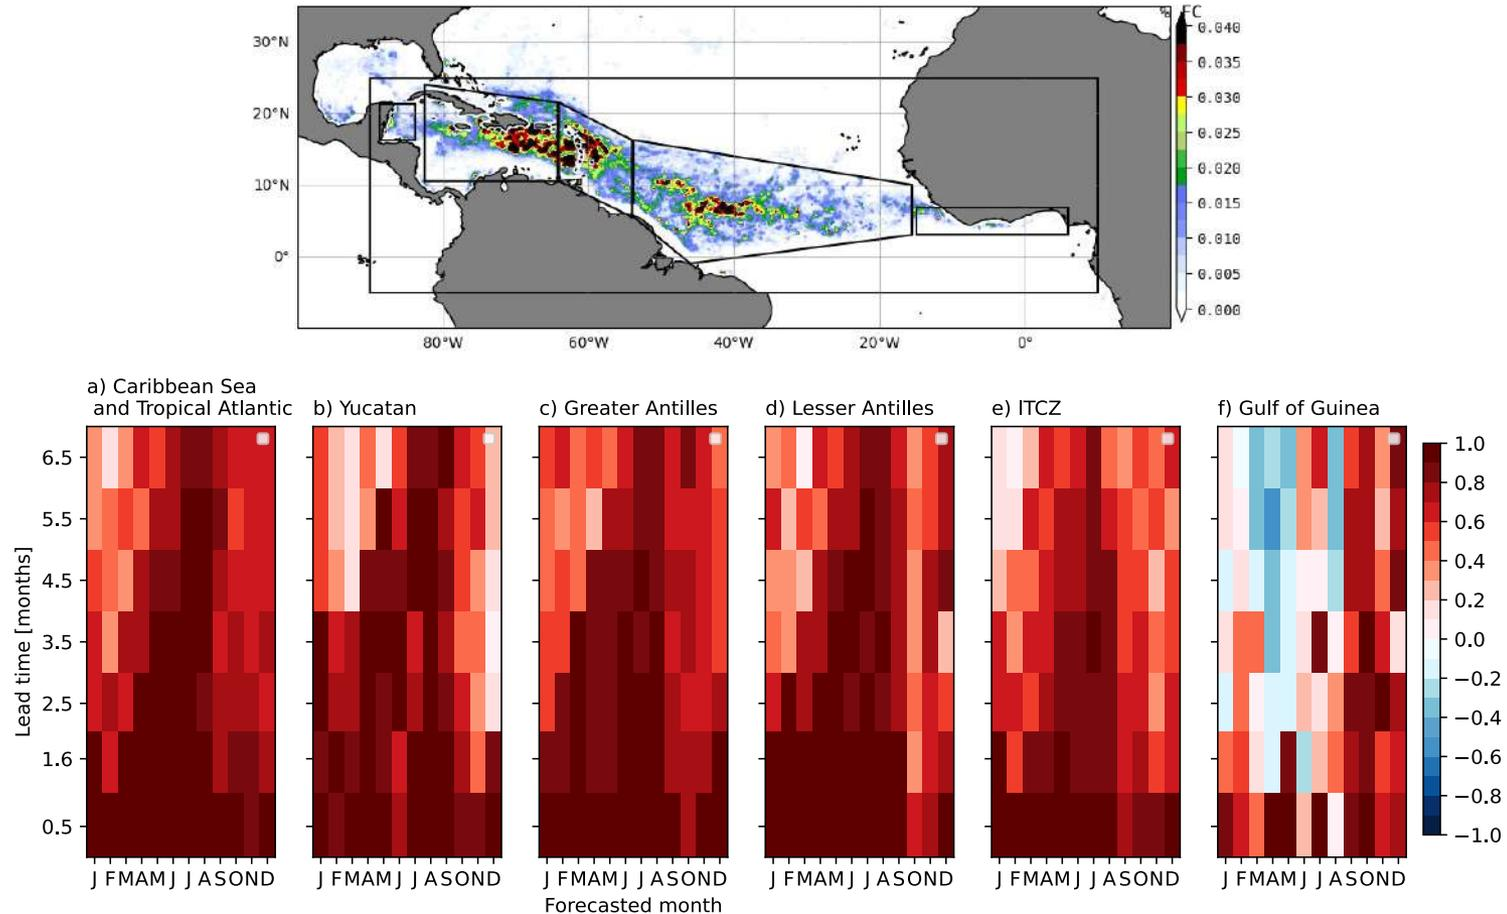 FC
0.040
30°N
0.035
0.030
20°N
0.025
0.020
10°N
0.015
0.010
0°
0.005
0.000
80°W 60°W 40°W 20°W 0°
a) Caribbean Sea
and Tropical Atlantic
b) Yucatan
c) Greater Antilles
d) Lesser Antilles
e) ITCZ
f) Gulf of Guinea
Lead time [months]
6.5
5.5
4.5
3.5
2.5
1.6
0.5
J F M A M J J A S O N D
J F M A M J J A S O N D
J F M A M J J A S O N D
J F M A M J J A S O N D
J F M A M J J A S O N D
J F M A M J J A S O N D
Forecasted month
1.0
0.8
0.6
0.4
0.2
0.0
−0.2
−0.4
−0.6
−0.8
−1.0